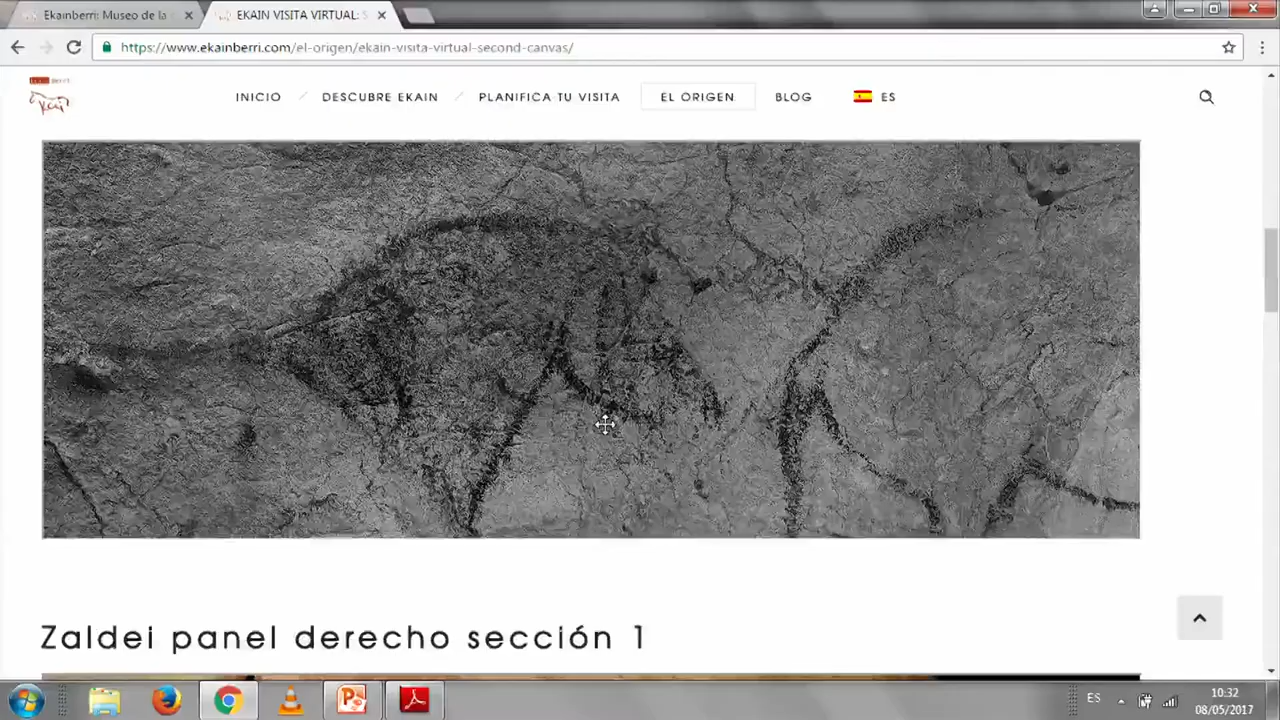 Ekainberri: Museo de la
EKAIN VISITA VIRTUAL: S
https://www.ekainberri.com/el-origen/ekain-visita-virtual-second-canvas/
INICIO / DESCUBRE EKAIN / PLANIFICA TU VISITA EL ORIGEN BLOG ES
Zaldei panel derecho sección 1
ES
10:32
08/05/2017